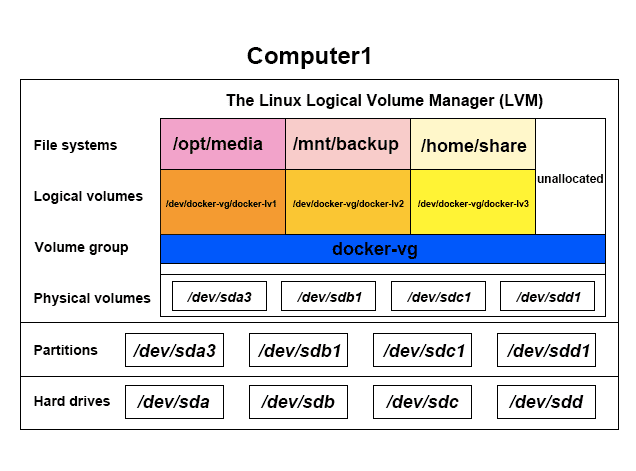 Computer1
The Linux Logical Volume Manager (LVM)
File systems
/opt/media
/mnt/backup
/home/share
unallocated
Logical volumes
/dev/docker-vg/docker-lv1
/dev/docker-vg/docker-lv2
/dev/docker-vg/docker-lv3
Volume group
docker-vg
Physical volumes
/dev/sda3
/dev/sdb1
/dev/sdc1
/dev/sdd1
Partitions
/dev/sda3
/dev/sdb1
/dev/sdc1
/dev/sdd1
Hard drives
/dev/sda
/dev/sdb
/dev/sdc
/dev/sdd